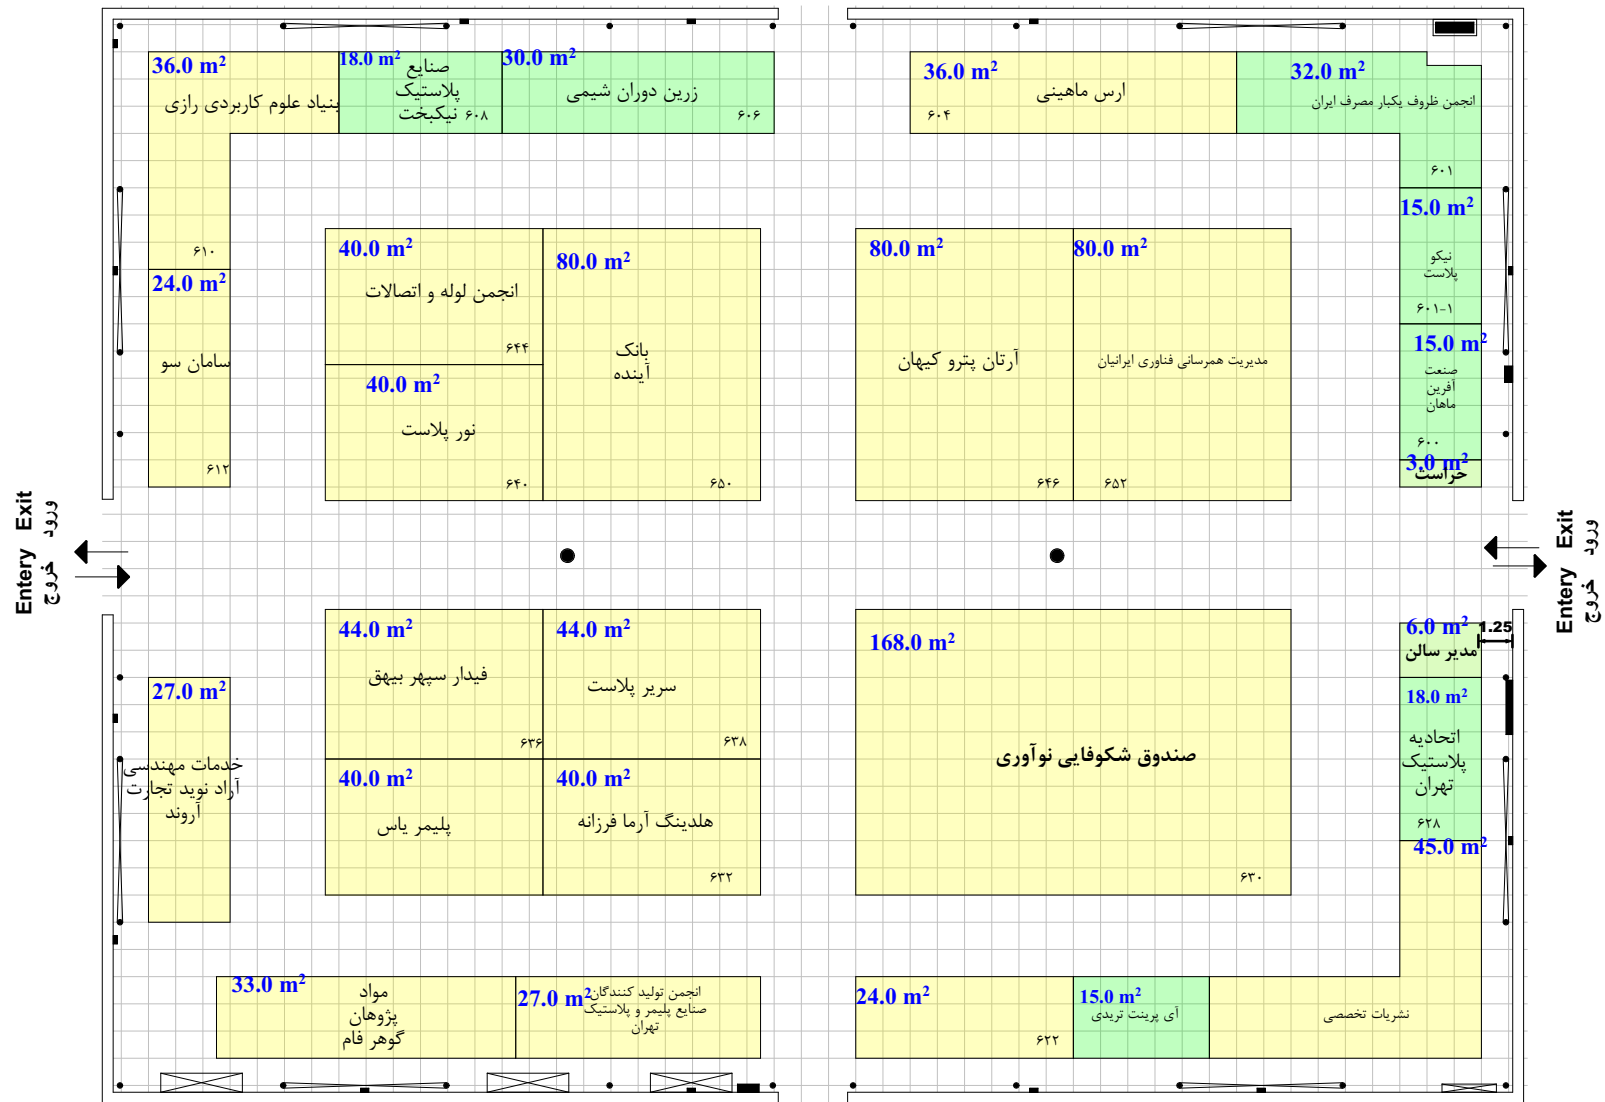 36.0 m²
بنیاد علوم کاربردی رازی
۶۱۰
18.0 m²
صنایع
پلاستیک
نیکبخت
۶۰۸
30.0 m²
زرین دوران شیمی
۶۰۶
36.0 m²
ارس ماهینی
۶۰۴
32.0 m²
انجمن ظروف یکبار مصرف ایران
۶۰۱
15.0 m²
نیکو
پلاست
۶۰۱-۱
15.0 m²
صنعت
آفرین
ماهان
۶۰۰
3.0 m²
حراست
24.0 m²
سامان سو
۶۱۲
40.0 m²
انجمن لوله و اتصالات
۶۴۴
40.0 m²
نور پلاست
۶۴۰
80.0 m²
بانک
آینده
۶۵۰
80.0 m²
آرتان پترو کیهان
۶۴۶
80.0 m²
مدیریت همرسانی فناوری ایرانیان
۶۵۲
Entery Exit
ورود خروج
Entery Exit
ورود خروج
27.0 m²
خدمات مهندسی
آراد نوید تجارت
آروند
44.0 m²
فیدار سپهر بیهق
۶۳۶
44.0 m²
سریر پلاست
۶۳۸
40.0 m²
پلیمر یاس
40.0 m²
هلدینگ آرما فرزانه
۶۳۲
168.0 m²
صندوق شکوفایی نوآوری
۶۳۰
6.0 m²
مدیر سالن
1.25
18.0 m²
اتحادیه
پلاستیک
تهران
۶۲۸
45.0 m²
نشریات تخصصی
33.0 m²
مواد
پژوهان
گوهر فام
27.0 m²
انجمن تولید کنندگان
صنایع پلیمر و پلاستیک
تهران
24.0 m²
۶۲۲
15.0 m²
آی پرینت تریدی